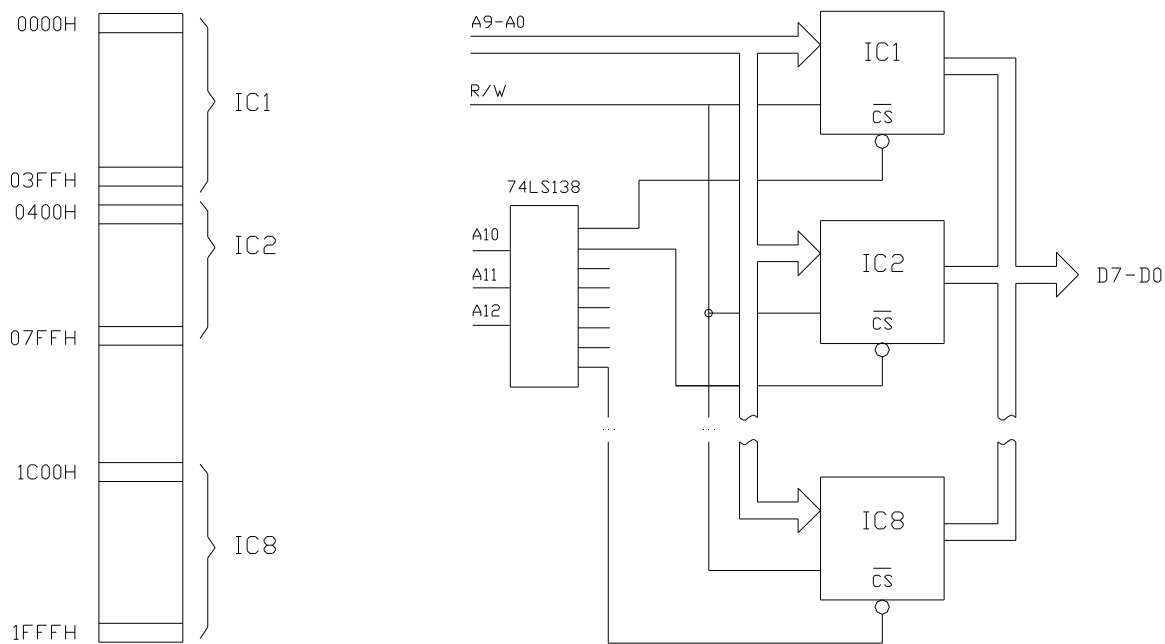 0000H
IC1
03FFH
0400H
IC2
07FFH
1C00H
IC8
1FFFH
A9-A0
R/W
74LS138
A10
A11
A12
...
...
IC1
CS
IC2
CS
IC8
CS
D7-D0